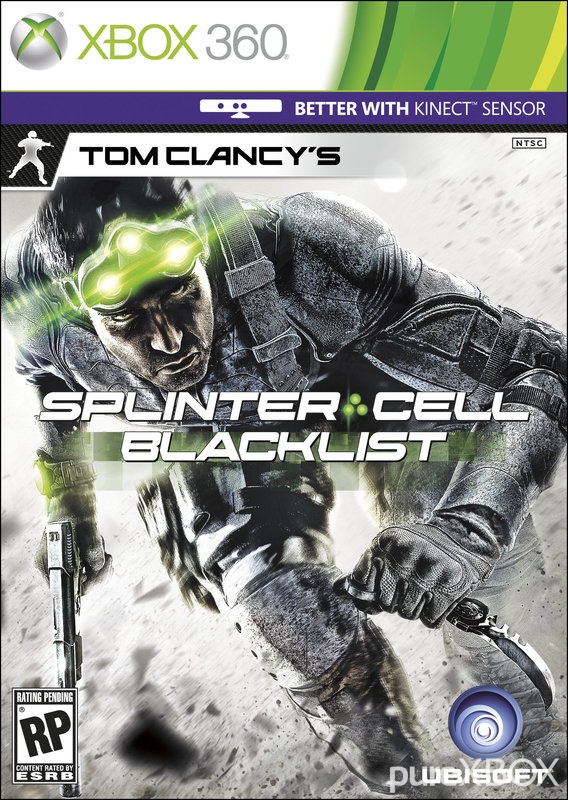 XBOX 360®
BETTER WITH KINECT™ SENSOR
NTSC
TOM CLANCY'S
SPLINTER CELL
BLACKLIST
RATING PENDING
RP
CONTENT RATED BY
ESRB
UBISOFT
pureXBOX